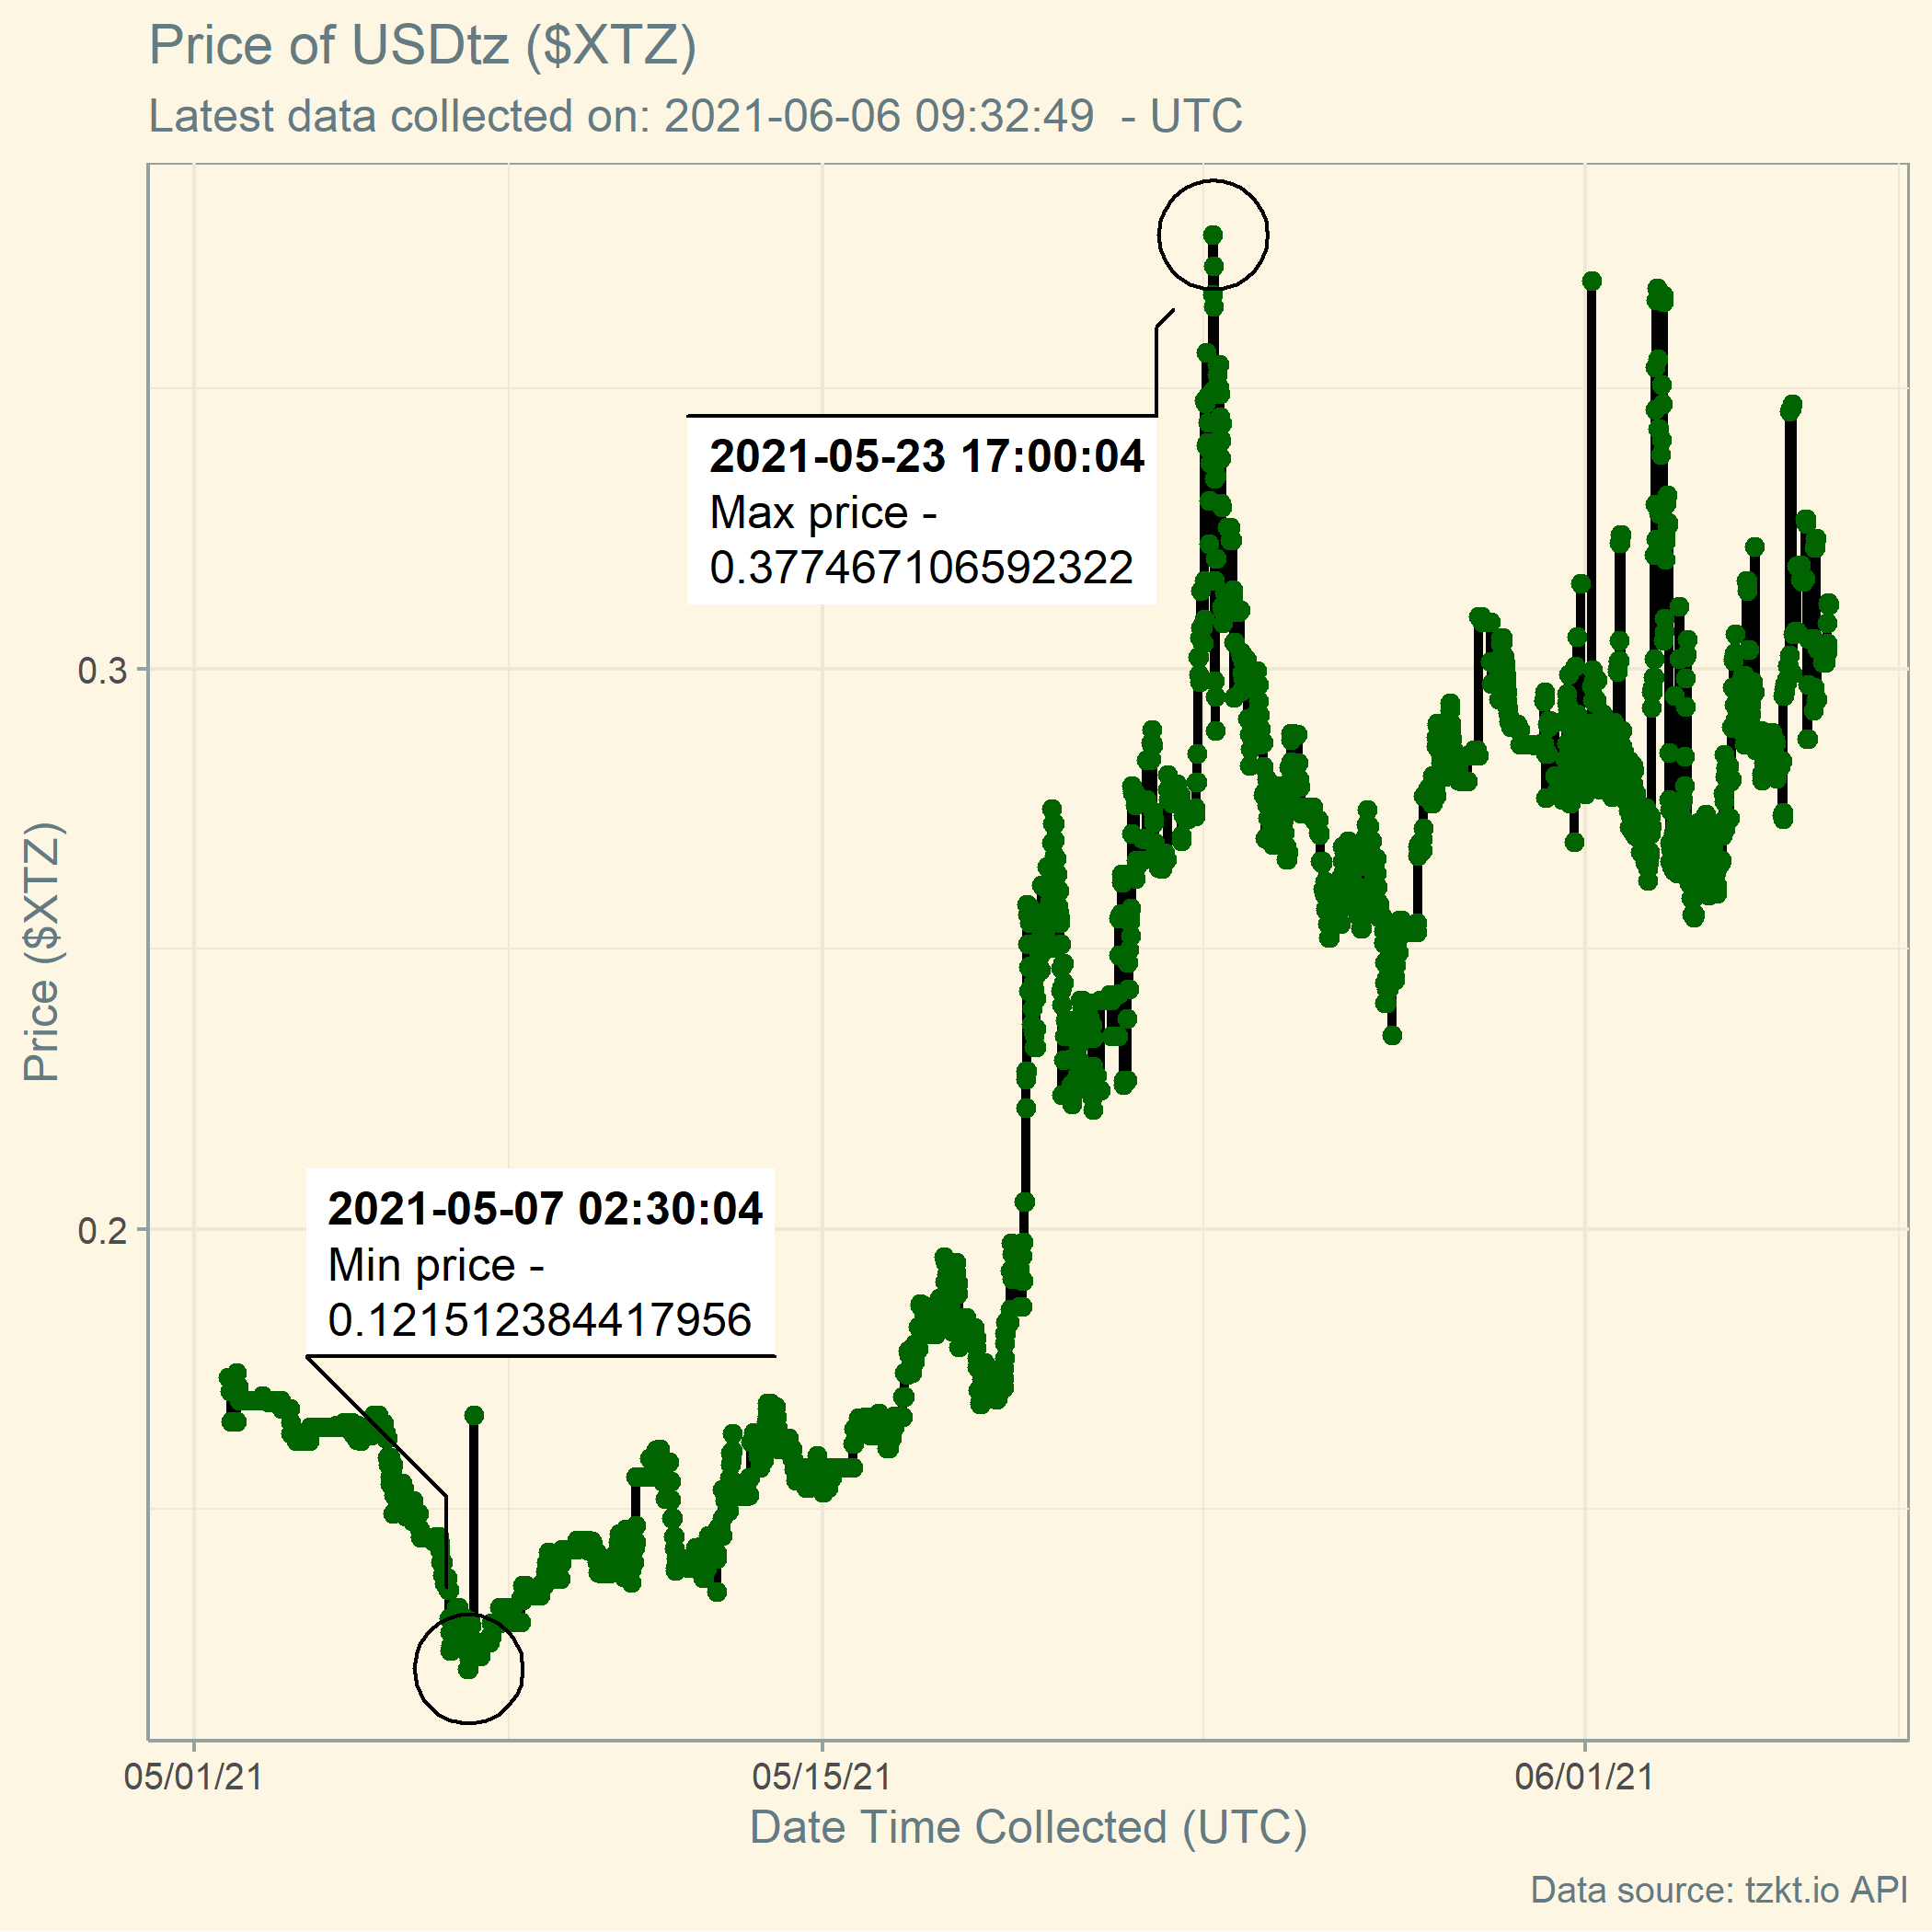 Price of USDtz ($XTZ)
Latest data collected on: 2021-06-06 09:32:49  - UTC
2021-05-23 17:00:04
Max price -
0.377467106592322
0.3
Price ($XTZ)
2021-05-07 02:30:04
Min price -
0.121512384417956
0.2
05/01/21
05/15/21
06/01/21
Date Time Collected (UTC)
Data source: tzkt.io API